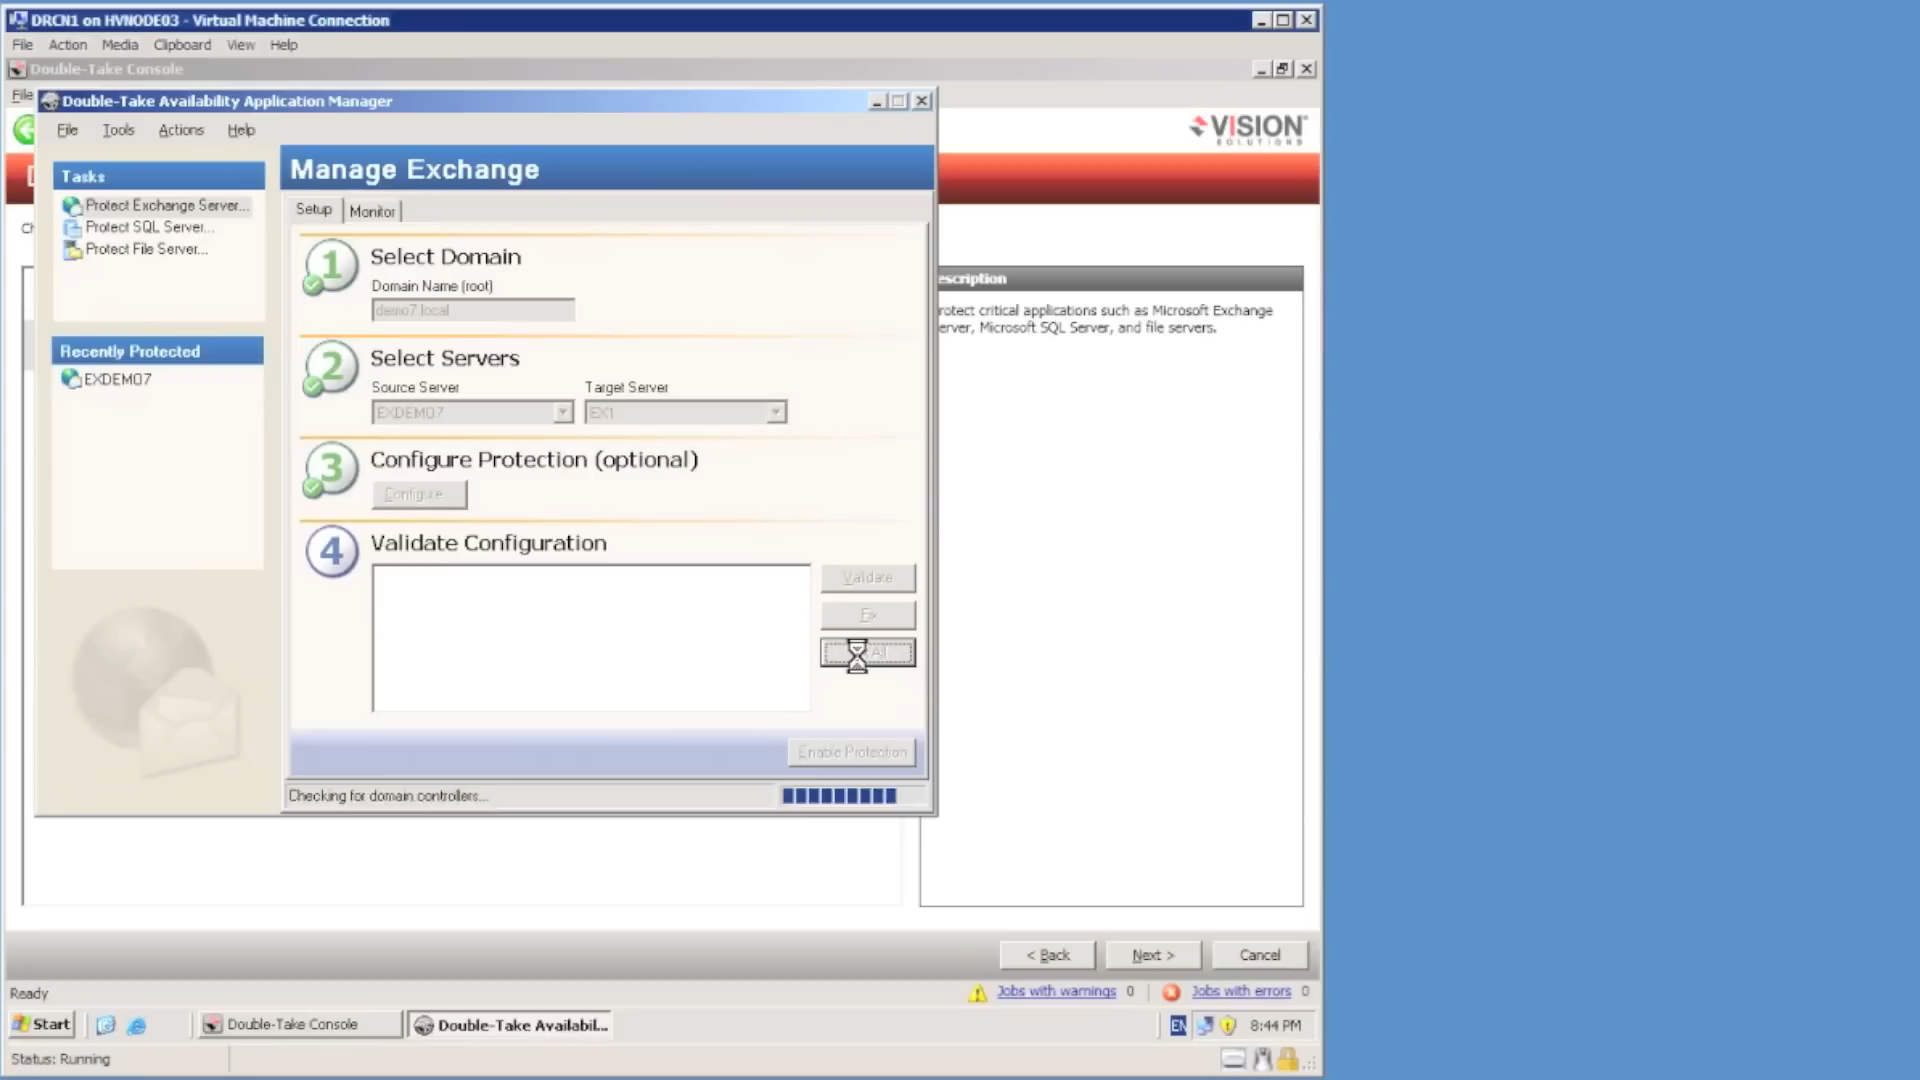 DRCN1 on HVNODE03 - Virtual Machine Connection
File Action Media Clipboard View Help
Double-Take Console
File
Double-Take Availability Application Manager
File Tools Actions Help
VISION
SOLUTIONS
Tasks
Protect Exchange Server...
Protect SQL Server...
Protect File Server...
Recently Protected
EXDEMO7
Manage Exchange
Setup Monitor
1 Select Domain
Domain Name (root)
demo7.local
2 Select Servers
Source Server Target Server
EXDEMO7 EX1
3 Configure Protection (optional)
Configure...
4 Validate Configuration
Validate
Fix
All
Enable Protection
Checking for domain controllers...
escription
rotect critical applications such as Microsoft Exchange
erver, Microsoft SQL Server, and file servers.
< Back Next > Cancel
Ready
Jobs with warnings 0 Jobs with errors 0
Start Double-Take Console Double-Take Availabil... EN 8:44 PM
Status: Running